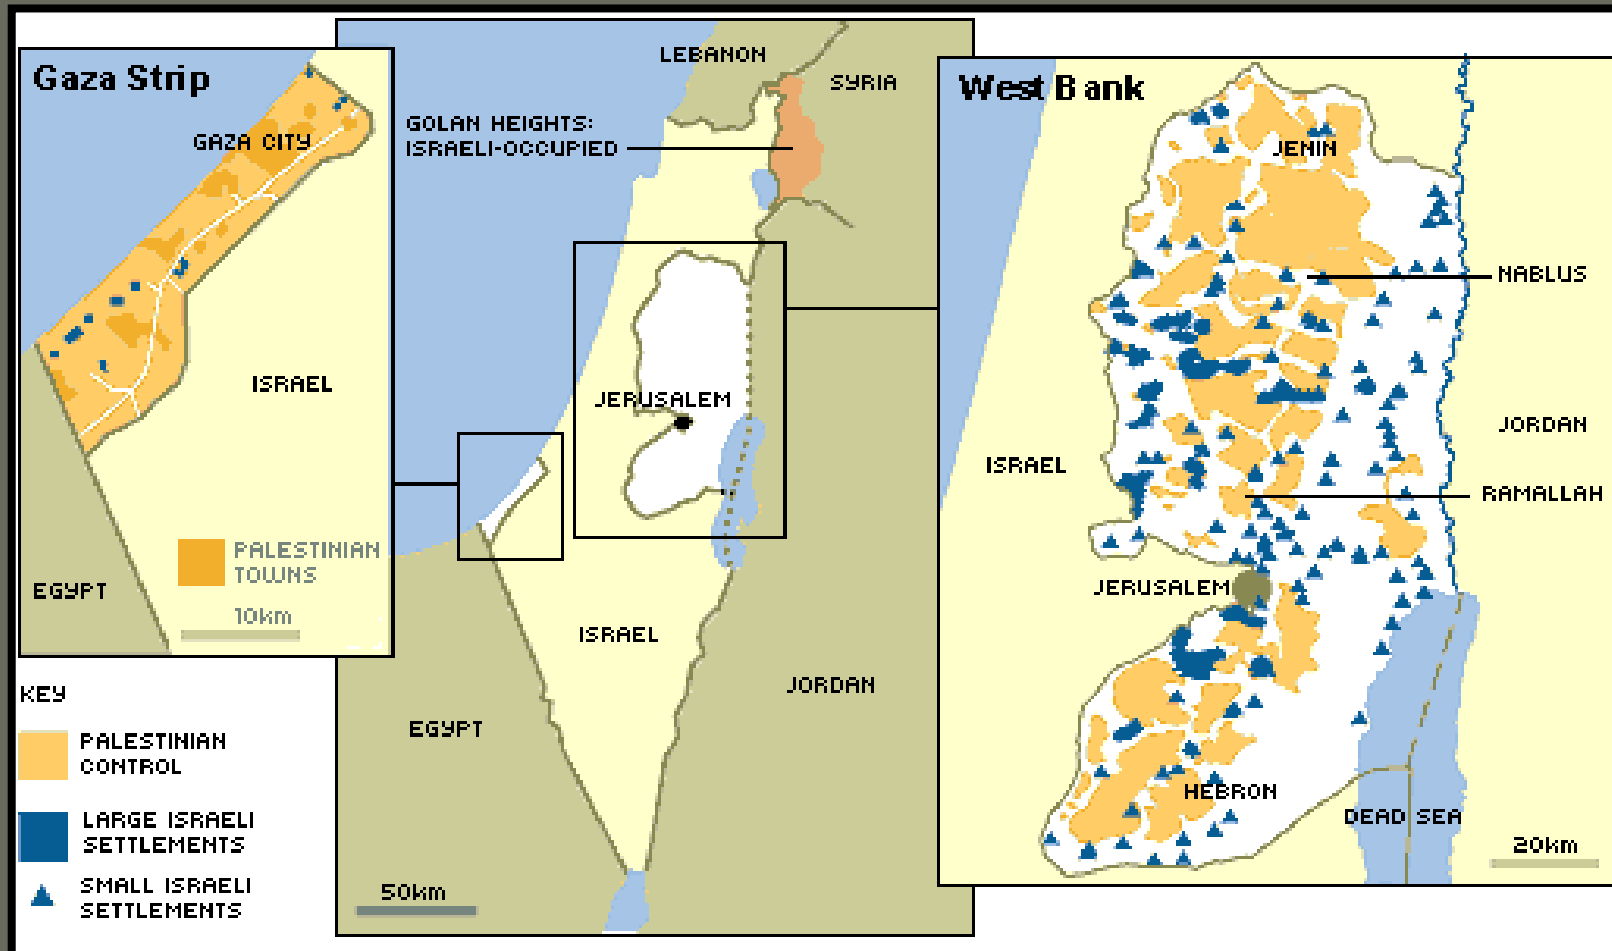 Gaza Strip
GAZA CITY
ISRAEL
PALESTINIAN
TOWNS
10km
EGYPT
KEY
PALESTINIAN
CONTROL
LARGE ISRAELI
SETTLEMENTS
SMALL ISRAELI
SETTLEMENTS
LEBANON
SYRIA
GOLAN HEIGHTS:
ISRAELI-OCCUPIED
JERUSALEM
ISRAEL
JORDAN
EGYPT
50km
West Bank
JENIN
NABLUS
JORDAN
ISRAEL
RAMALLAH
JERUSALEM
HEBRON
DEAD SEA
20km